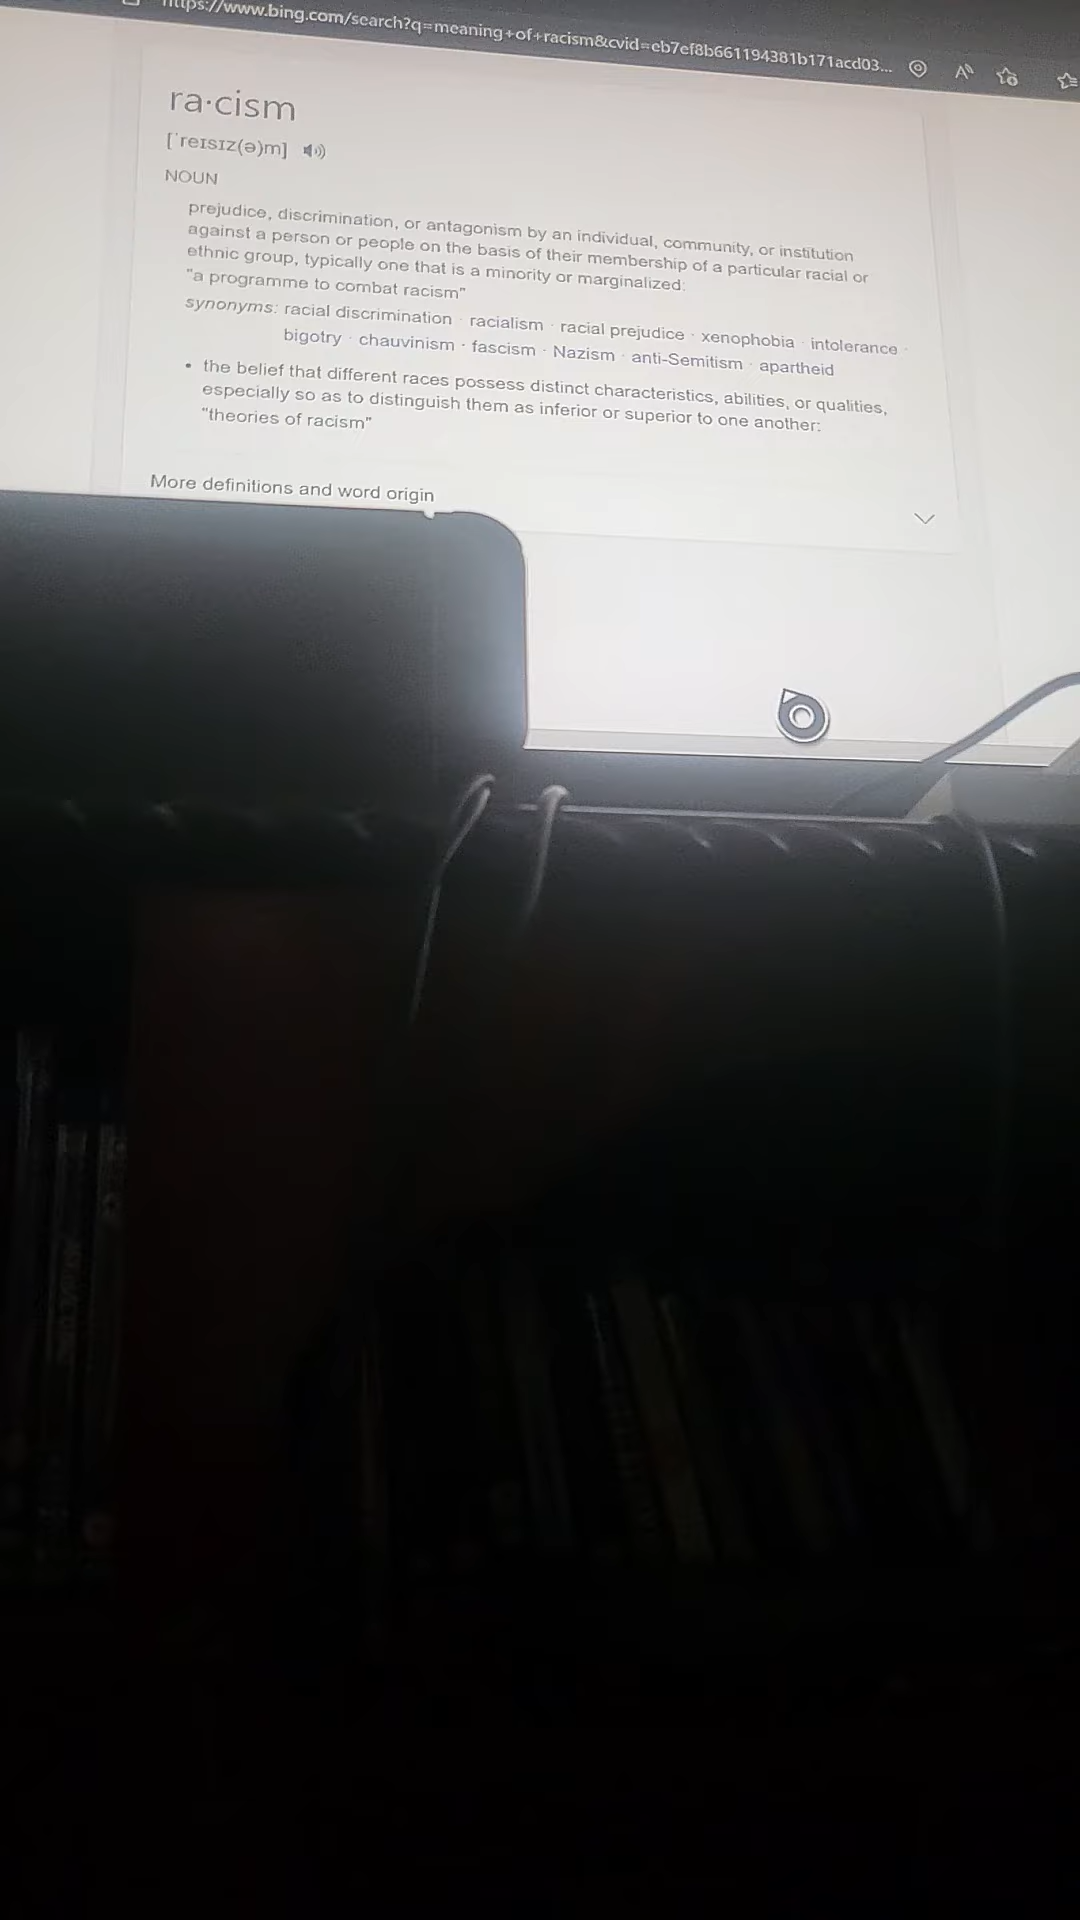 https://www.bing.com/search?q=meaning+of+racism&cvid=eb7ef8b661194381b171acd03...
ra·cism
[ˈreɪsɪz(ə)m]
NOUN
prejudice, discrimination, or antagonism by an individual, community, or institution
against a person or people on the basis of their membership of a particular racial or
ethnic group, typically one that is a minority or marginalized:
"a programme to combat racism"
synonyms: racial discrimination · racialism · racial prejudice · xenophobia · intolerance ·
bigotry · chauvinism · fascism · Nazism · anti-Semitism · apartheid
• the belief that different races possess distinct characteristics, abilities, or qualities,
especially so as to distinguish them as inferior or superior to one another:
"theories of racism"
More definitions and word origin